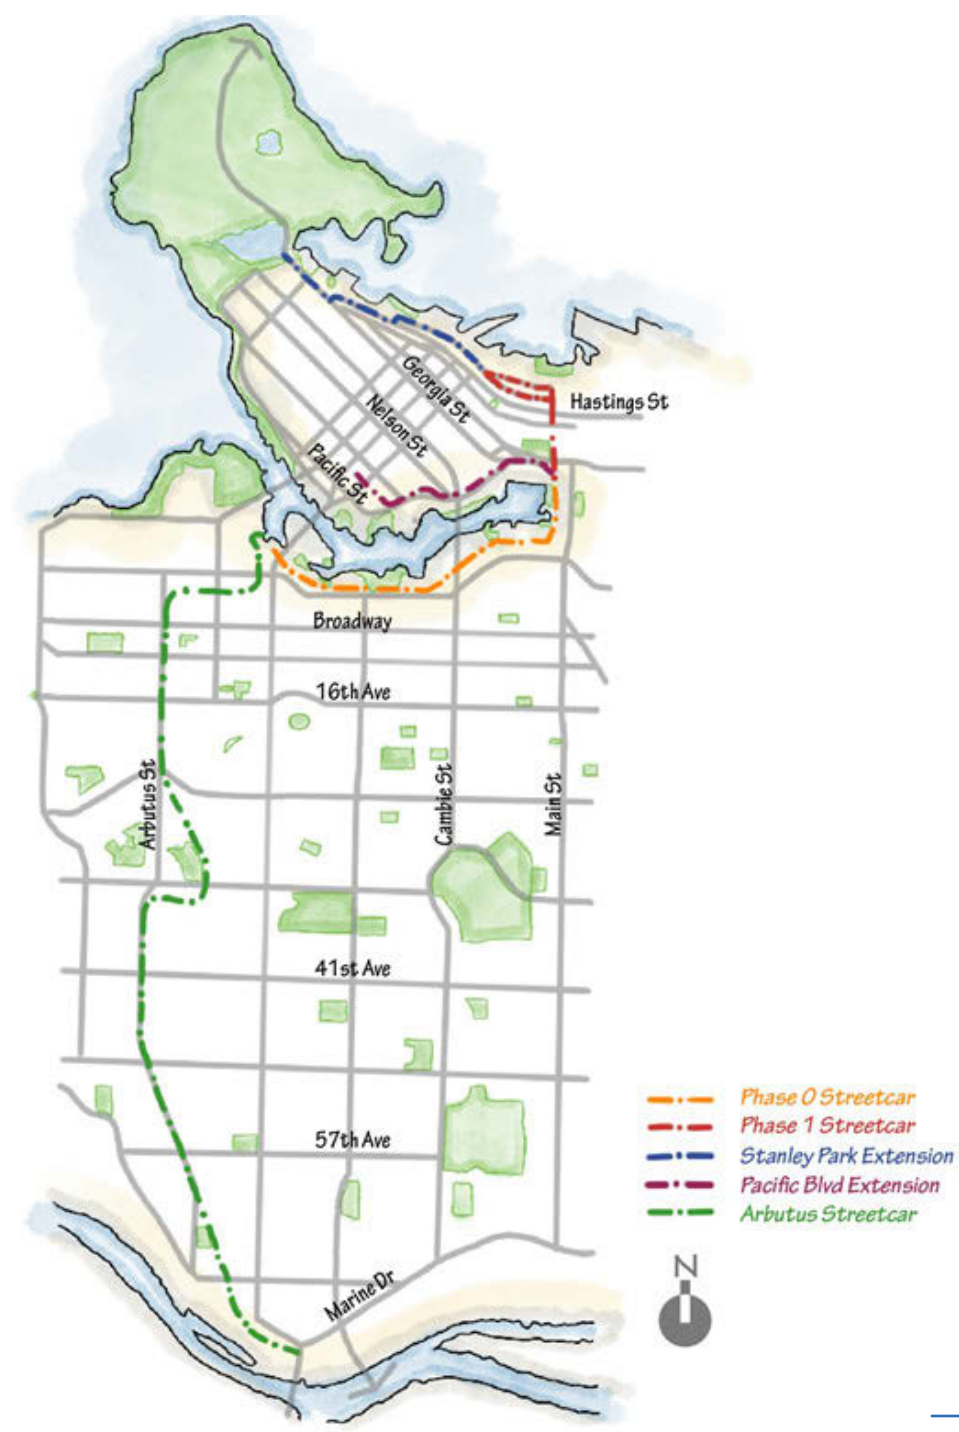 Georgia St
Hastings St
Nelson St
Pacific St
Broadway
16th Ave
Arbutus St
Cambie St
Main St
41st Ave
57th Ave
Marine Dr
Phase 0 Streetcar
Phase 1 Streetcar
Stanley Park Extension
Pacific Blvd Extension
Arbutus Streetcar
N